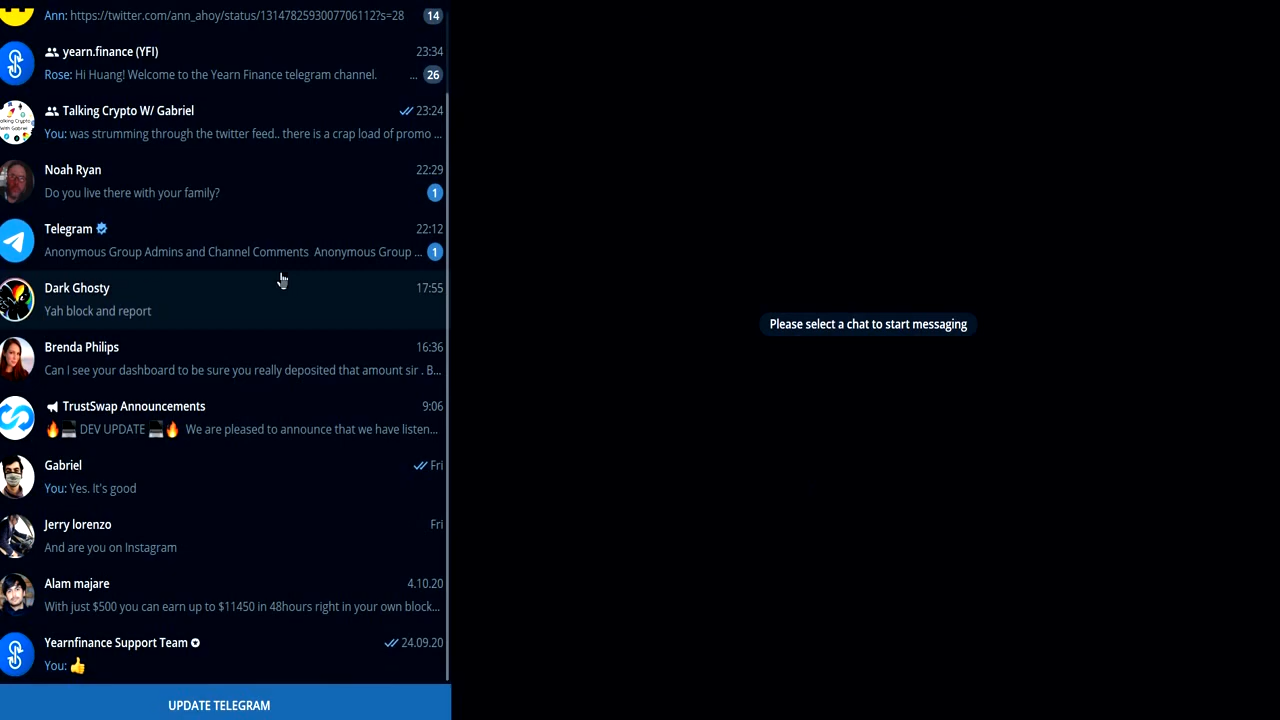 Ann: https://twitter.com/ann_ahoy/status/1314782593007706112?s=28 14
yearn.finance (YFI) 23:34
Rose: Hi Huang! Welcome to the Yearn Finance telegram channel. ... 26
Talking Crypto W/ Gabriel 23:24
You: was strumming through the twitter feed.. there is a crap load of promo ...
Noah Ryan 22:29
Do you live there with your family? 1
Telegram 22:12
Anonymous Group Admins and Channel Comments Anonymous Group ... 1
Dark Ghosty 17:55
Yah block and report
Please select a chat to start messaging
Brenda Philips 16:36
Can I see your dashboard to be sure you really deposited that amount sir . B...
TrustSwap Announcements 9:06
🔥💻 DEV UPDATE 💻🔥 We are pleased to announce that we have listen...
Gabriel Fri
You: Yes. It's good
Jerry lorenzo Fri
And are you on Instagram
Alam majare 4.10.20
With just $500 you can earn up to $11450 in 48hours right in your own block...
Yearnfinance Support Team 24.09.20
You: 👍
UPDATE TELEGRAM